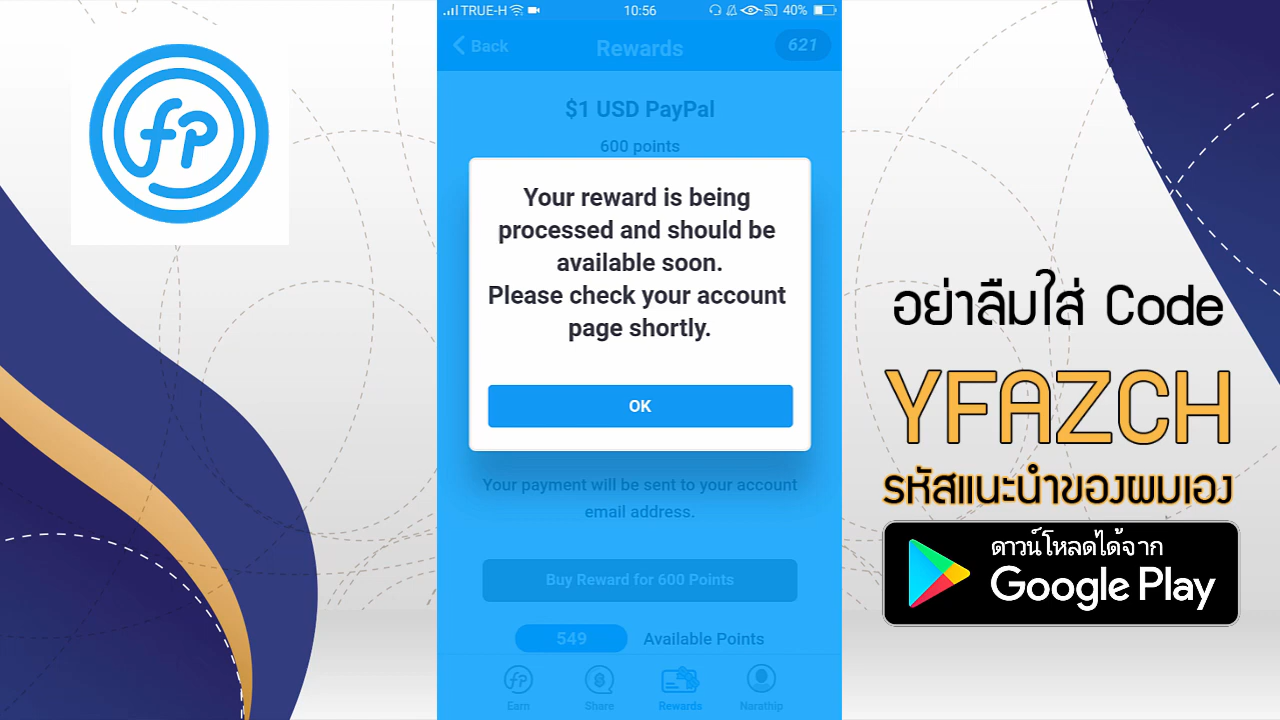 fp
TRUE-H
10:56
40%
Back
Rewards
621
$1 USD PayPal
600 points
Your reward is being
processed and should be
available soon.
Please check your account
page shortly.
OK
Your payment will be sent to your account
email address.
Buy Reward for 600 Points
549
Available Points
fp
Earn
Share
Rewards
Narathip
อย่าลืมใส่ Code
YFAZCH
รหัสแนะนำของผมเอง
ดาวน์โหลดได้จาก
Google Play